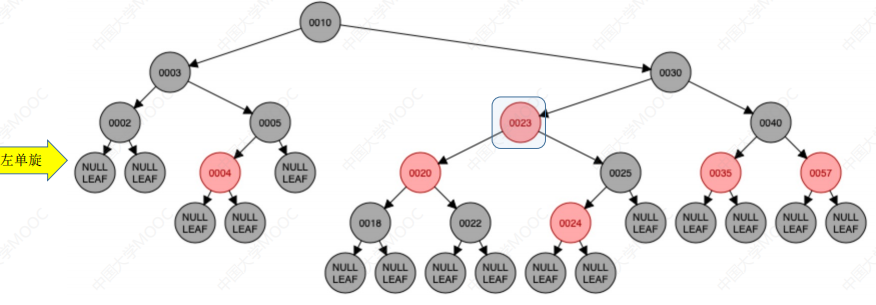 0010
0003
0030
0002
0005
0023
0040
左单旋
NULL
LEAF
NULL
LEAF
0004
NULL
LEAF
0020
0025
0035
0057
NULL
LEAF
NULL
LEAF
0018
0022
0024
NULL
LEAF
NULL
LEAF
NULL
LEAF
NULL
LEAF
NULL
LEAF
NULL
LEAF
NULL
LEAF
NULL
LEAF
NULL
LEAF
NULL
LEAF
NULL
LEAF
中国大学MOOC